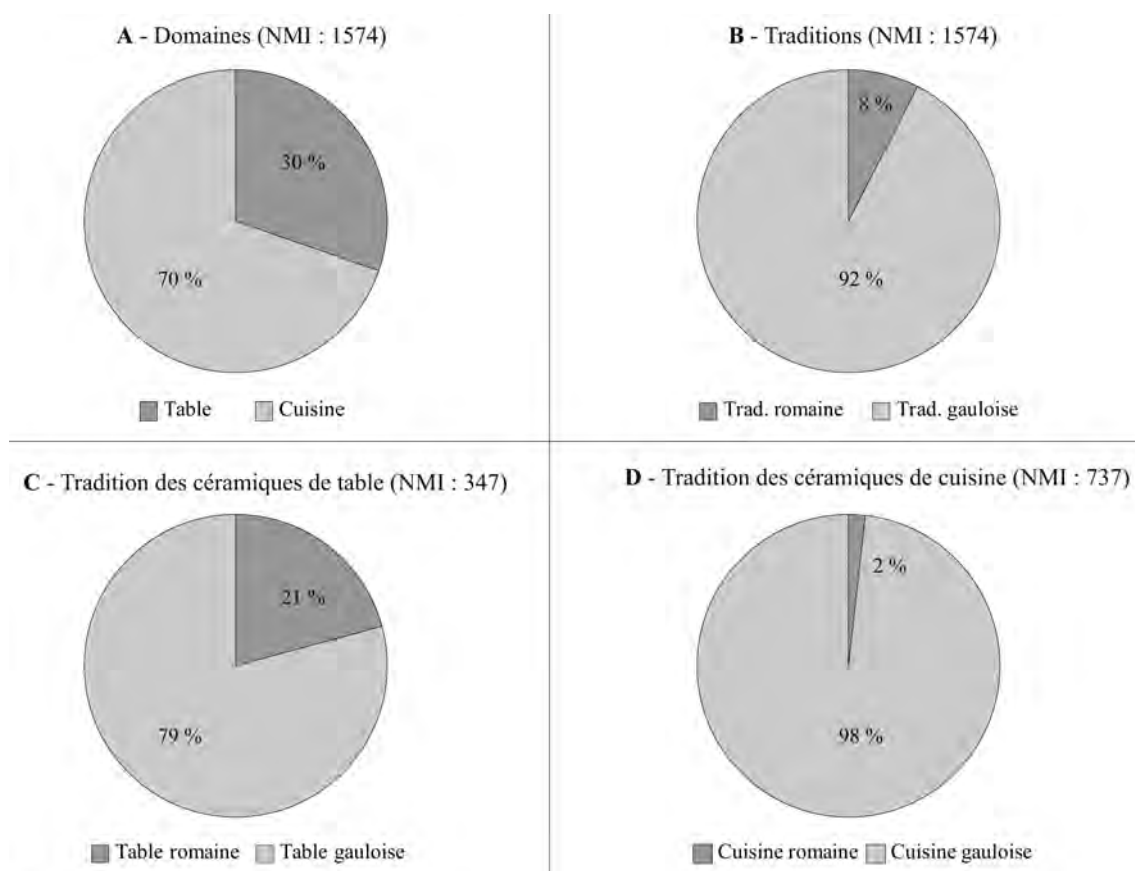 A - Domaines (NMI : 1574)
30 %
70 %
Table
Cuisine
B - Traditions (NMI : 1574)
8 %
92 %
Trad. romaine
Trad. gauloise
C - Tradition des céramiques de table (NMI : 347)
21 %
79 %
Table romaine
Table gauloise
D - Tradition des céramiques de cuisine (NMI : 737)
2 %
98 %
Cuisine romaine
Cuisine gauloise